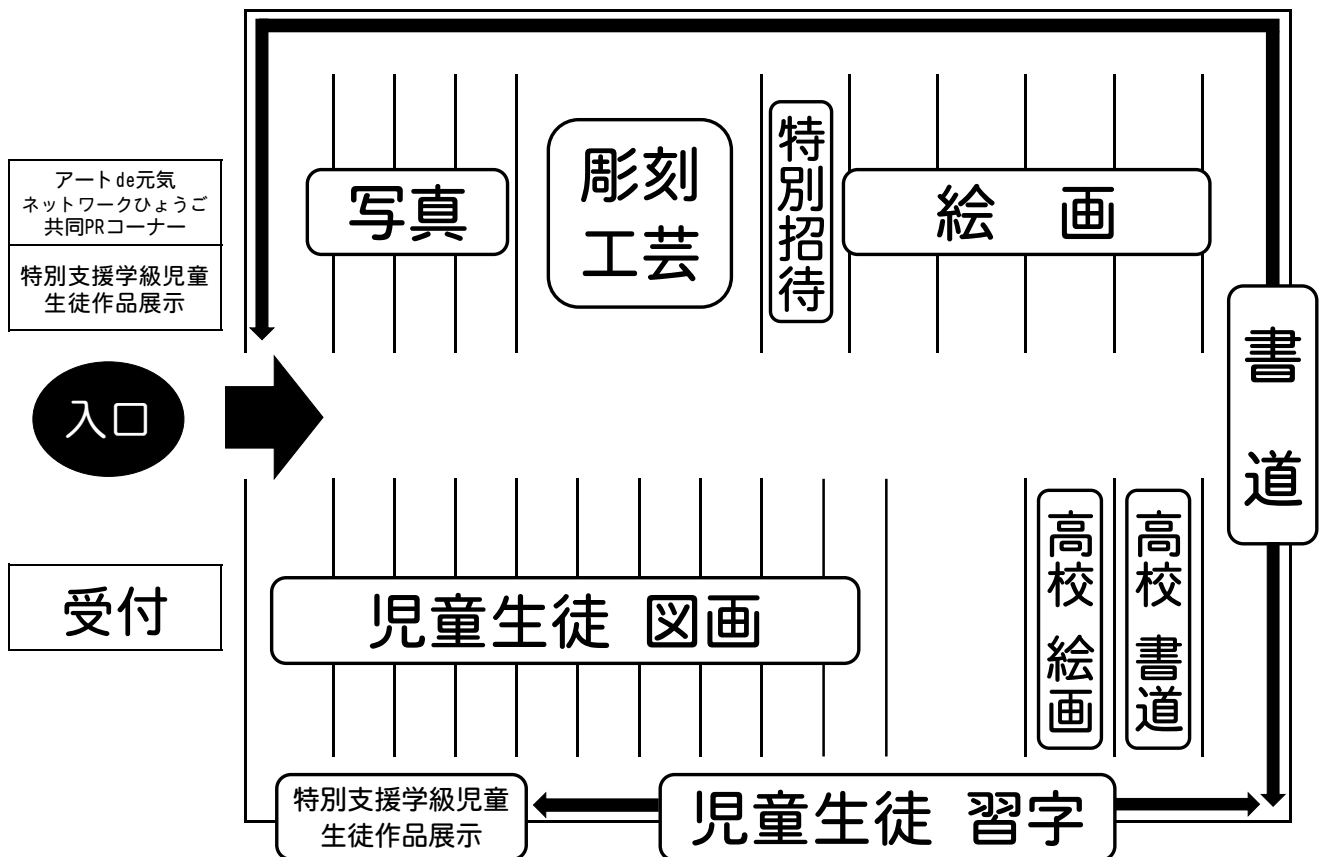 アートde元気
ネットワークひょうご
共同PRコーナー
特別支援学級児童
生徒作品展示
入口
受付
写真
彫刻
工芸
特別招待
絵 画
書 道
児童生徒 図画
高校 絵画
高校 書道
特別支援学級児童
生徒作品展示
児童生徒 習字